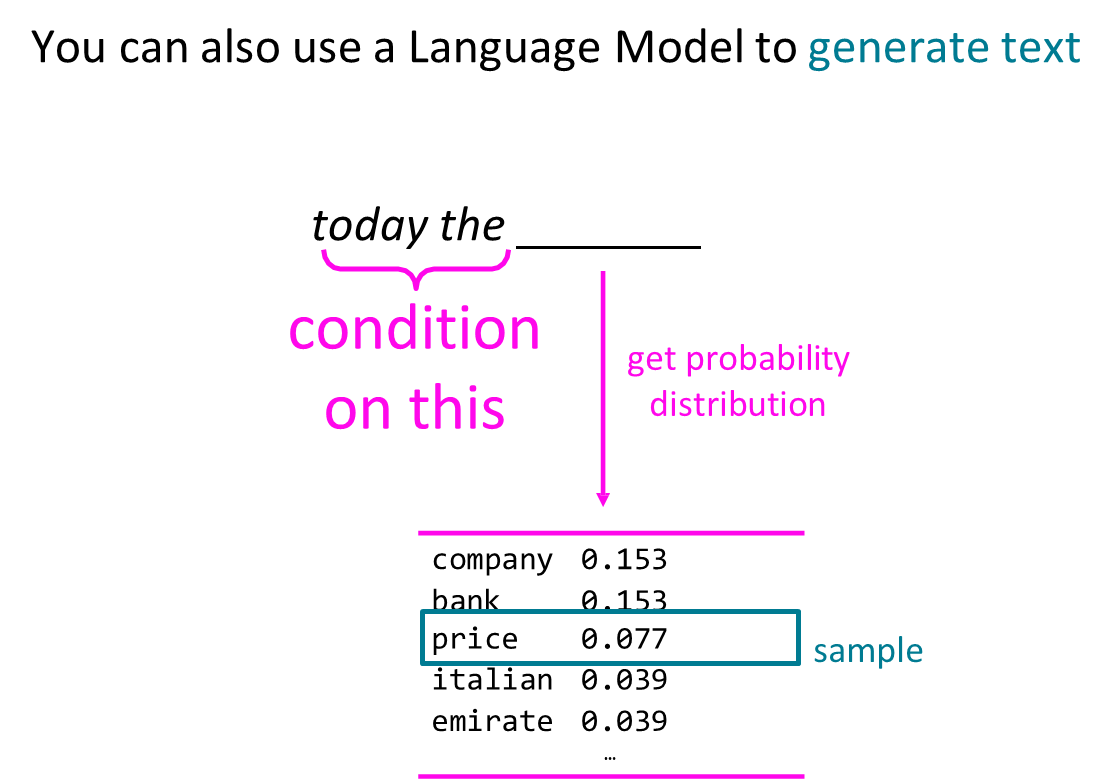 You can also use a Language Model to generate text
today the ________
condition
on this
get probability
distribution
company 0.153
bank 0.153
price 0.077
sample
italian 0.039
emirate 0.039
…